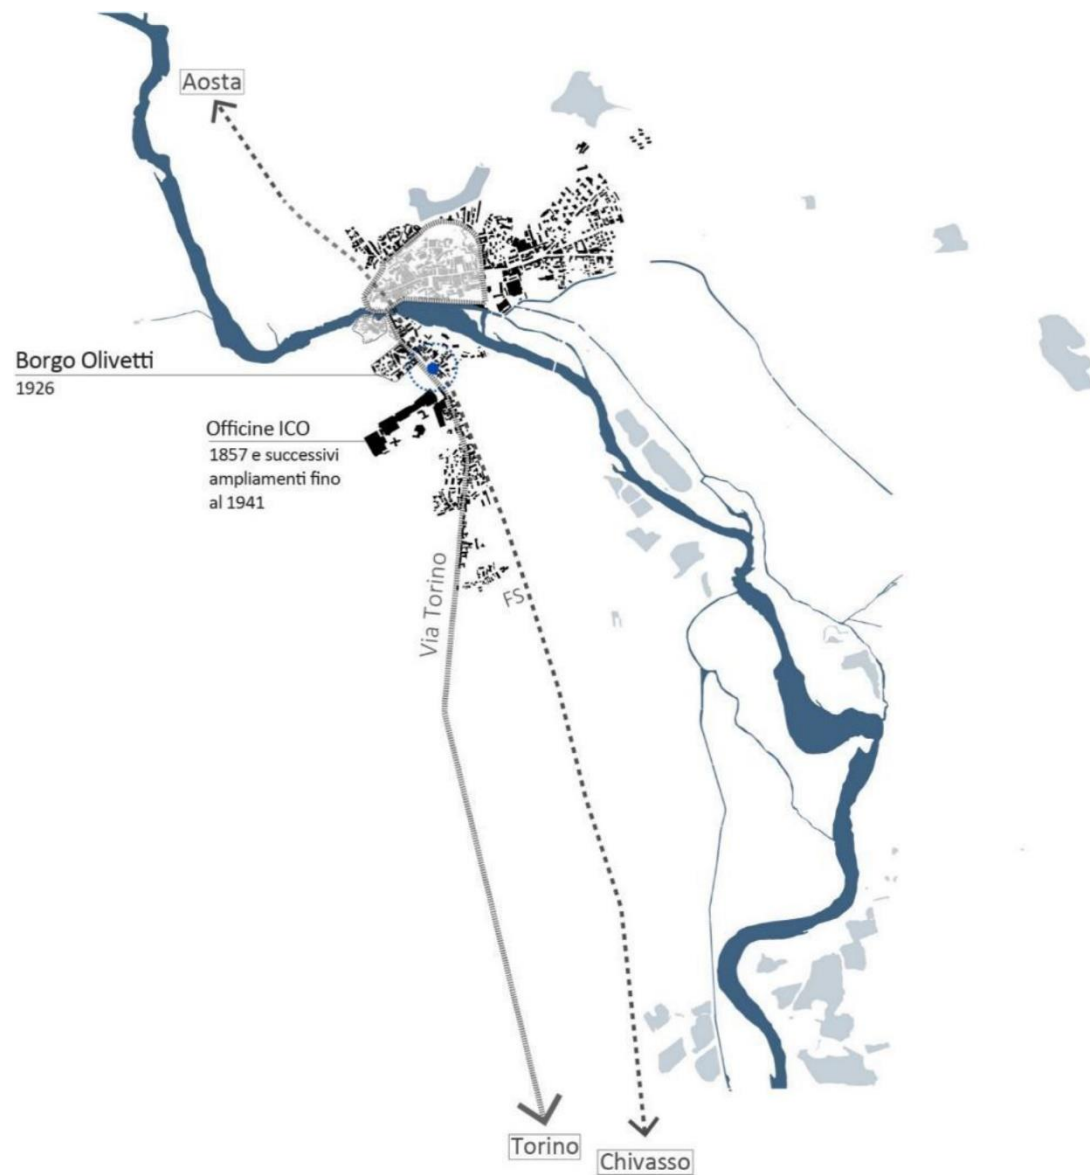 Aosta
Borgo Olivetti
1926
Officine ICO
1857 e successivi
ampliamenti fino
al 1941
Via Torino
FS
Torino
Chivasso